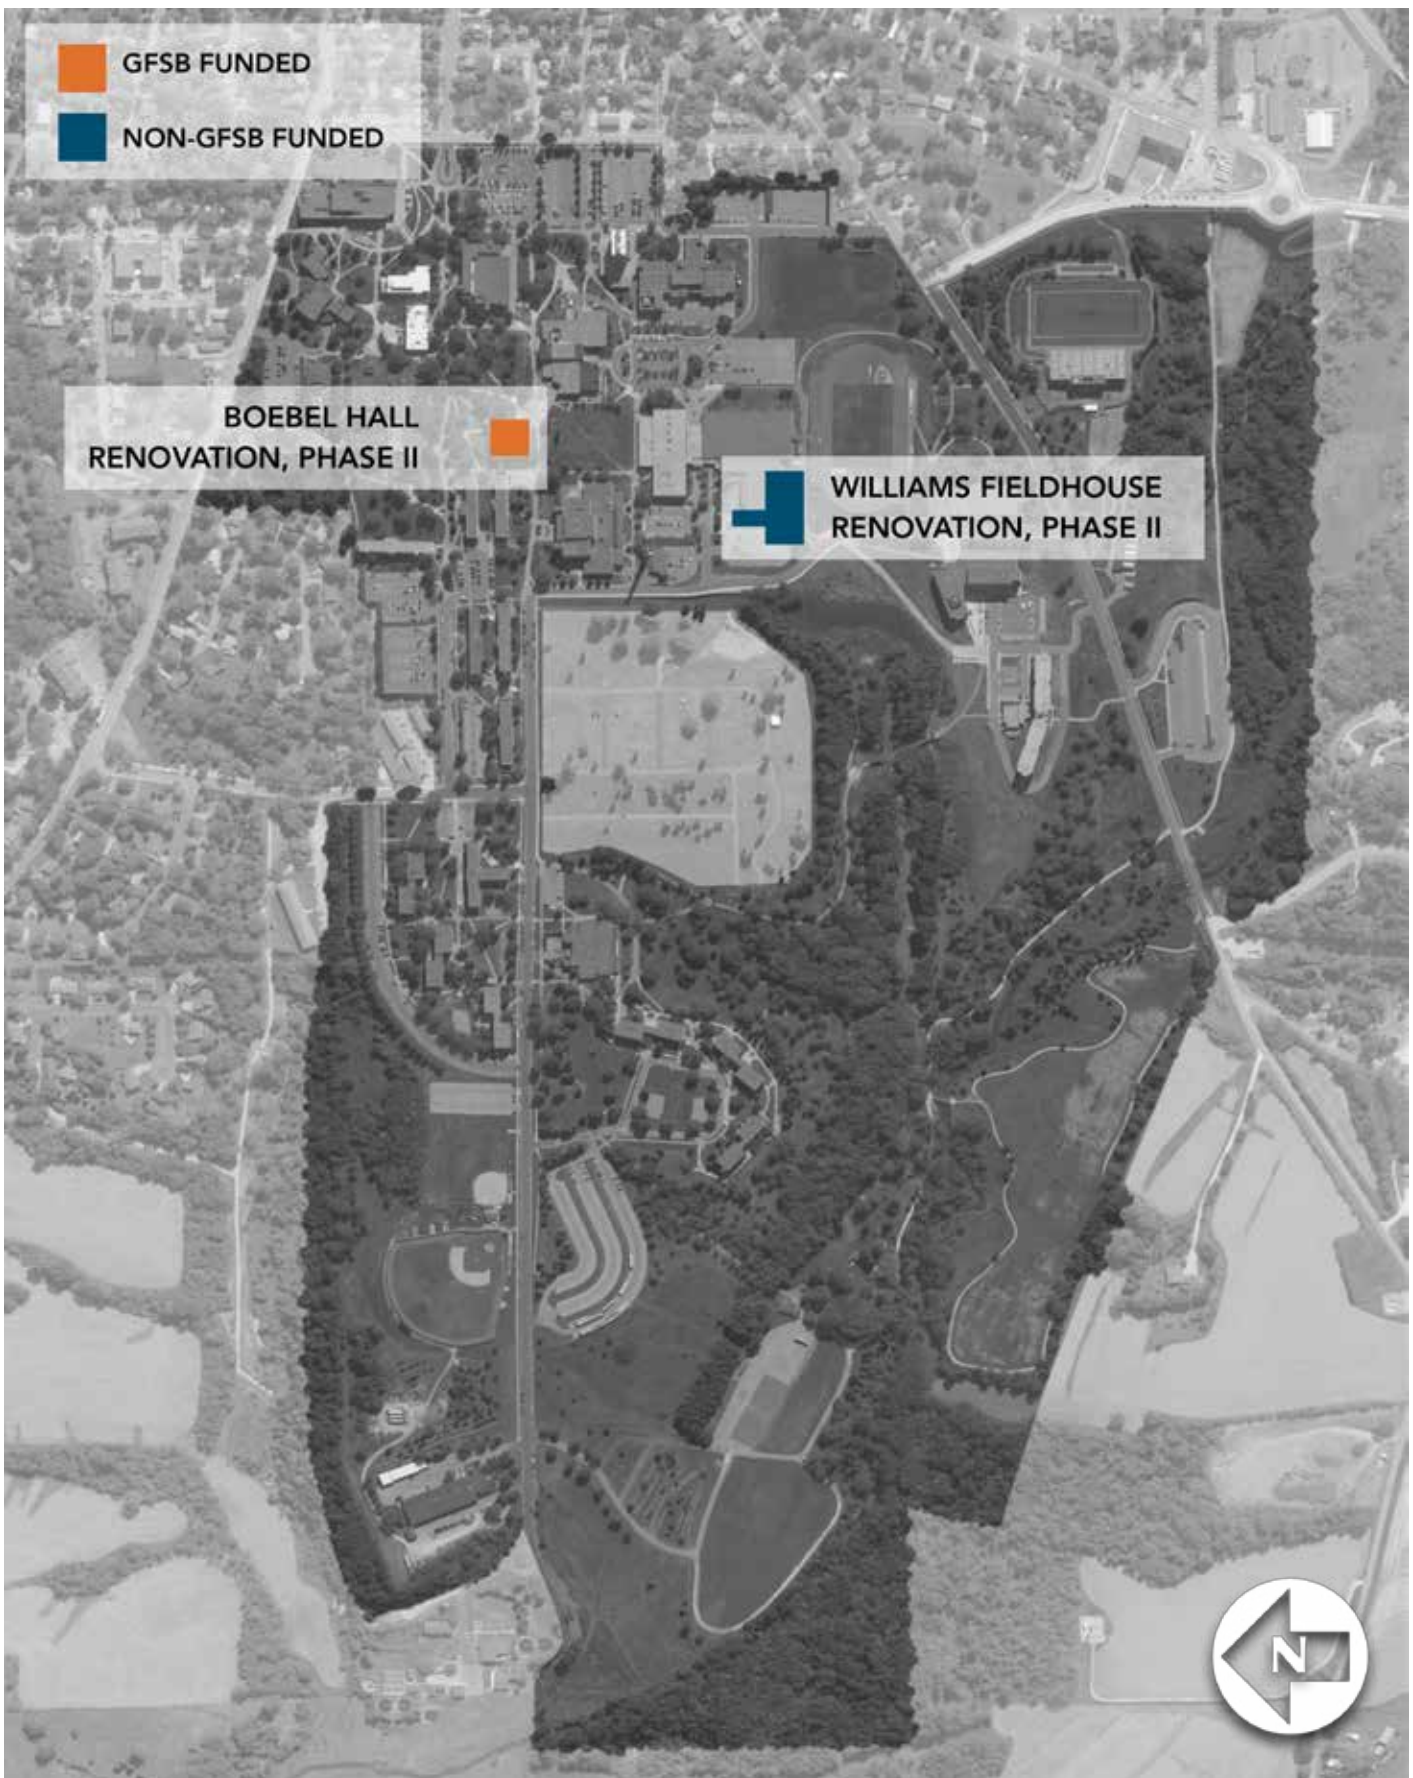 GFSB FUNDED
NON-GFSB FUNDED
BOEBEL HALL
RENOVATION, PHASE II
WILLIAMS FIELDHOUSE
RENOVATION, PHASE II
N